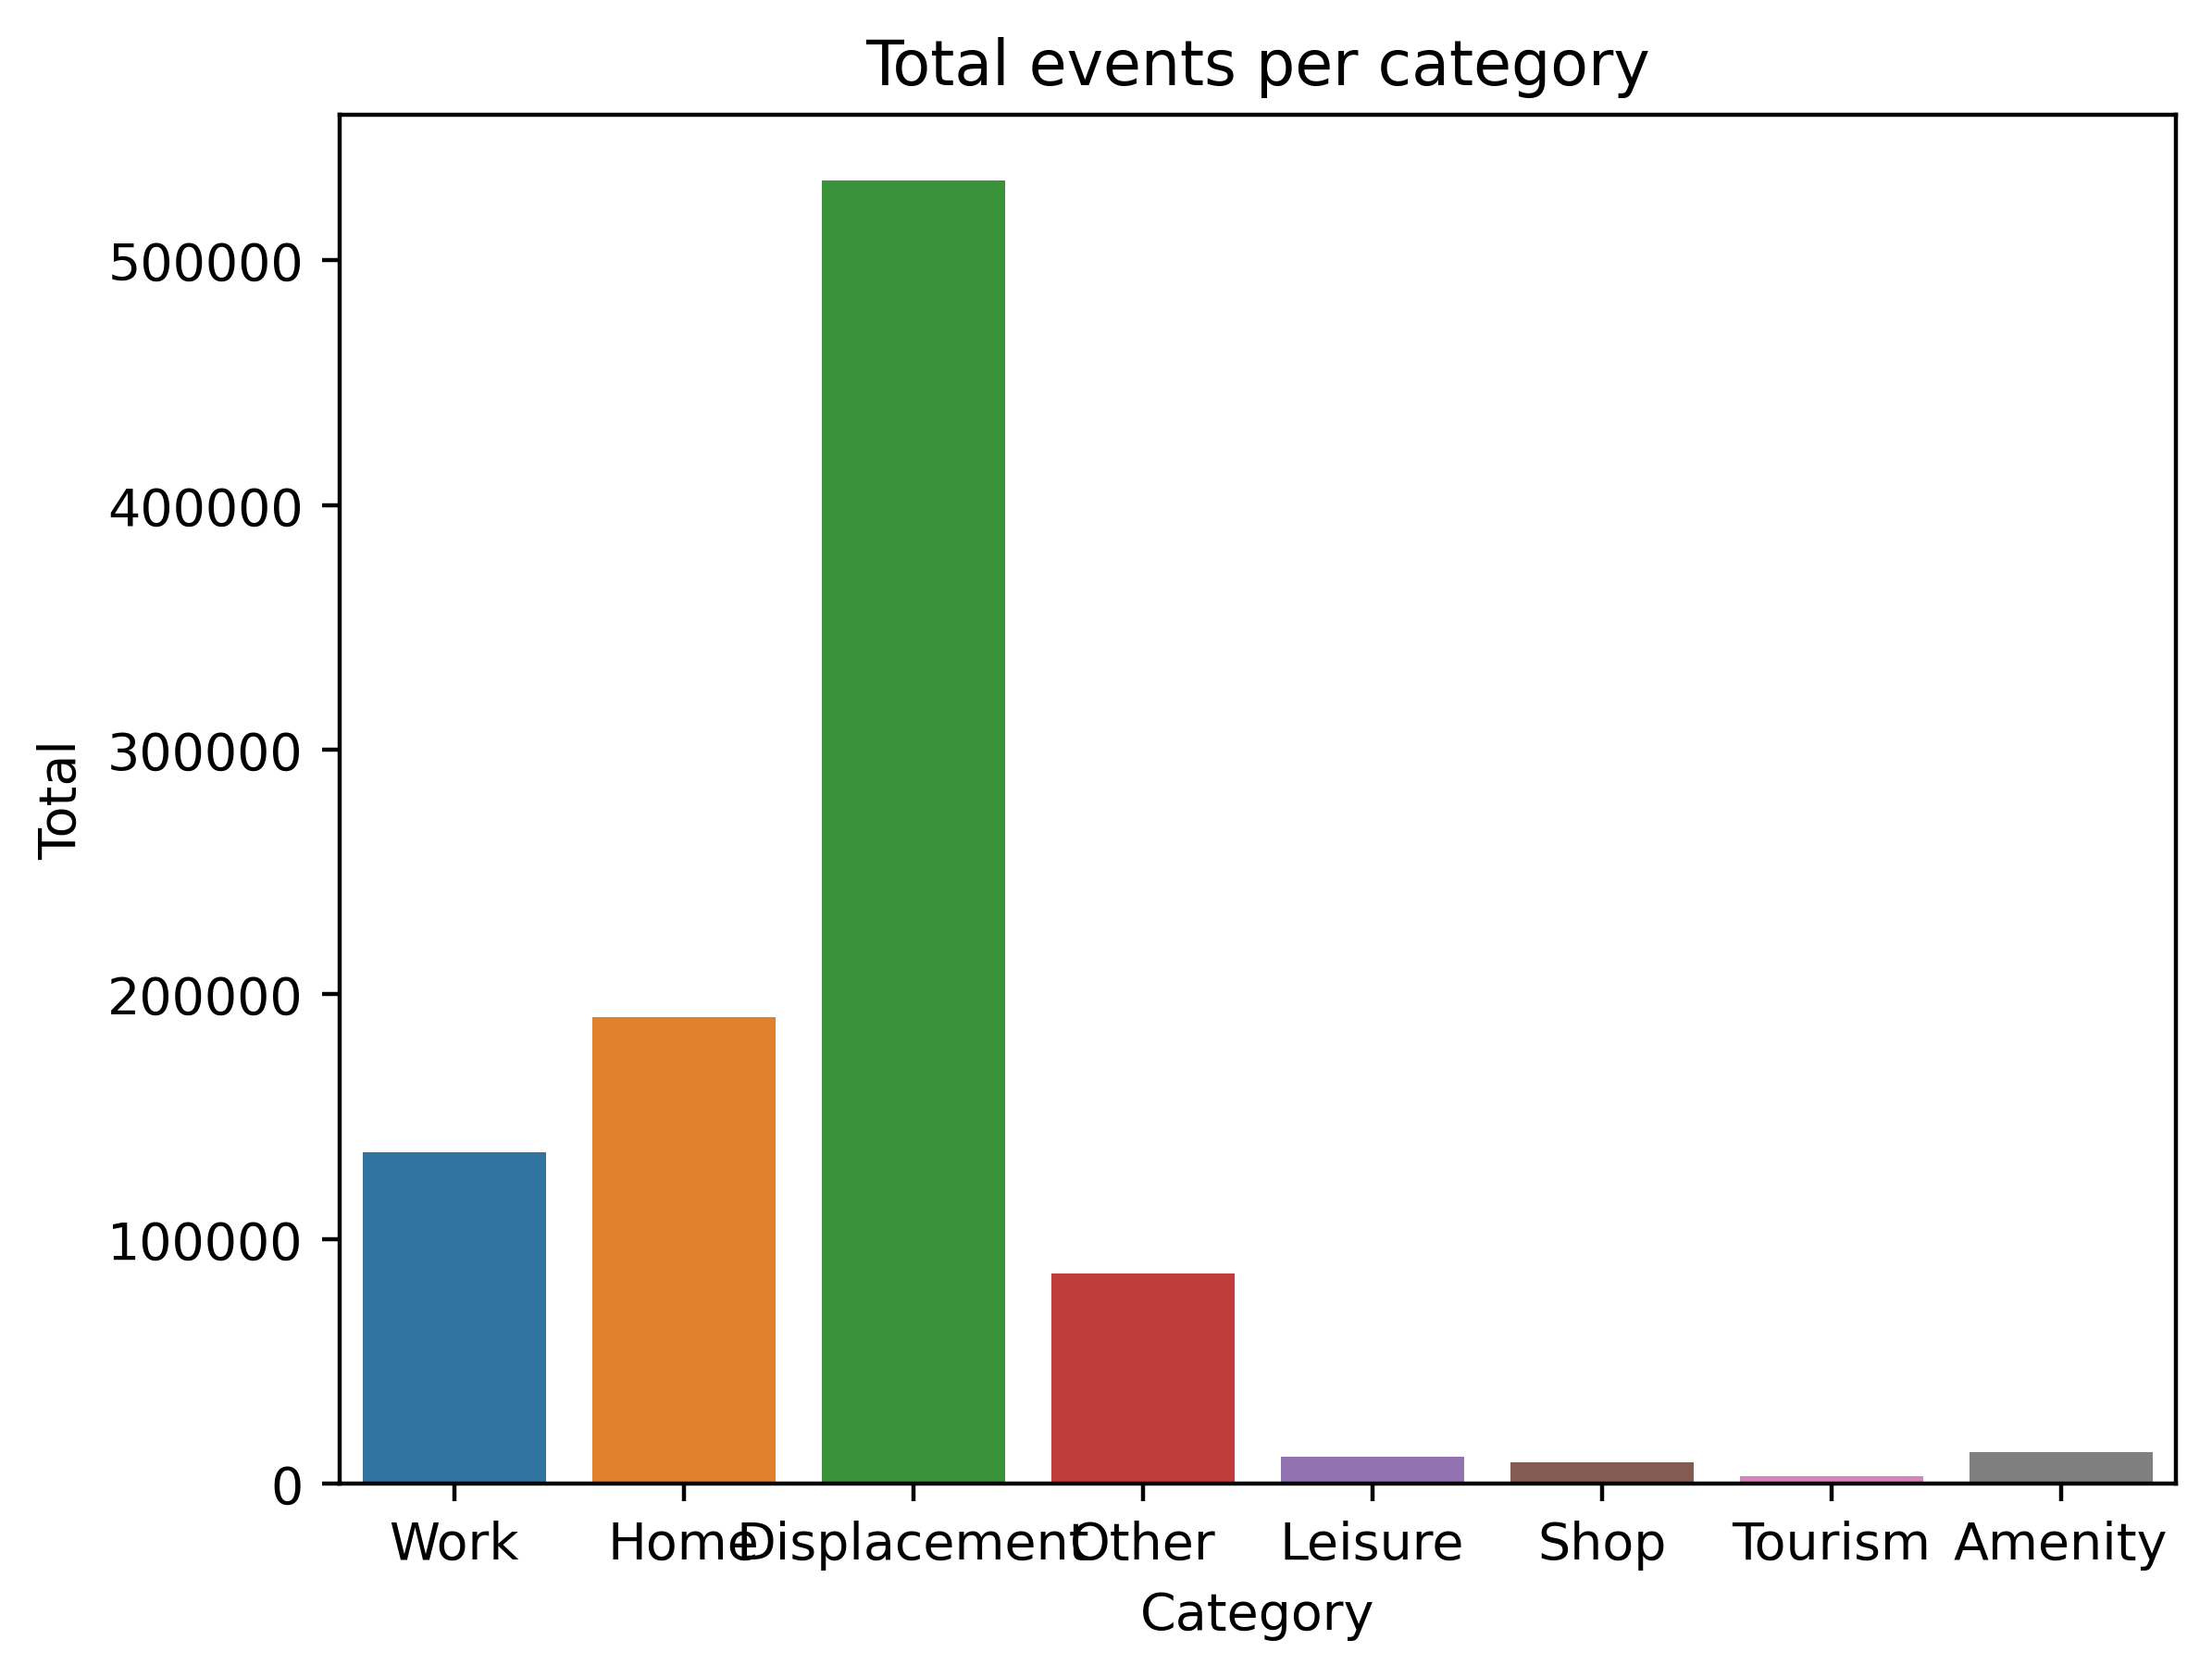 Total events per category
Total
500000
400000
300000
200000
100000
0
Work Home Displacement Other Leisure Shop Tourism Amenity
Category